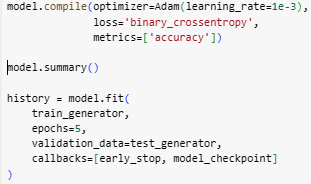 model.compile(optimizer=Adam(learning_rate=1e-3),
              loss='binary_crossentropy',
              metrics=['accuracy'])
model.summary()
history = model.fit(
    train_generator,
    epochs=5,
    validation_data=test_generator,
    callbacks=[early_stop, model_checkpoint]
)